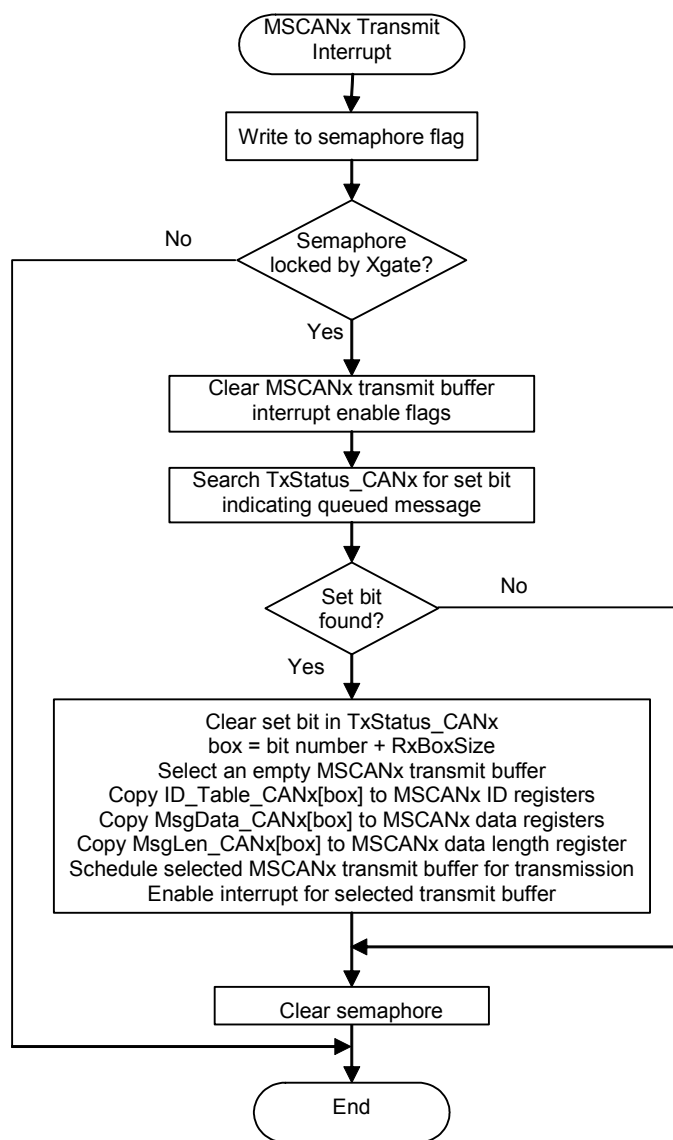 MSCANx Transmit
Interrupt
Write to semaphore flag
No
Semaphore
locked by Xgate?
Yes
Clear MSCANx transmit buffer
interrupt enable flags
Search TxStatus_CANx for set bit
indicating queued message
Set bit
found?
No
Yes
Clear set bit in TxStatus_CANx
box = bit number + RxBoxSize
Select an empty MSCANx transmit buffer
Copy ID_Table_CANx[box] to MSCANx ID registers
Copy MsgData_CANx[box] to MSCANx data registers
Copy MsgLen_CANx[box] to MSCANx data length register
Schedule selected MSCANx transmit buffer for transmission
Enable interrupt for selected transmit buffer
Clear semaphore
End